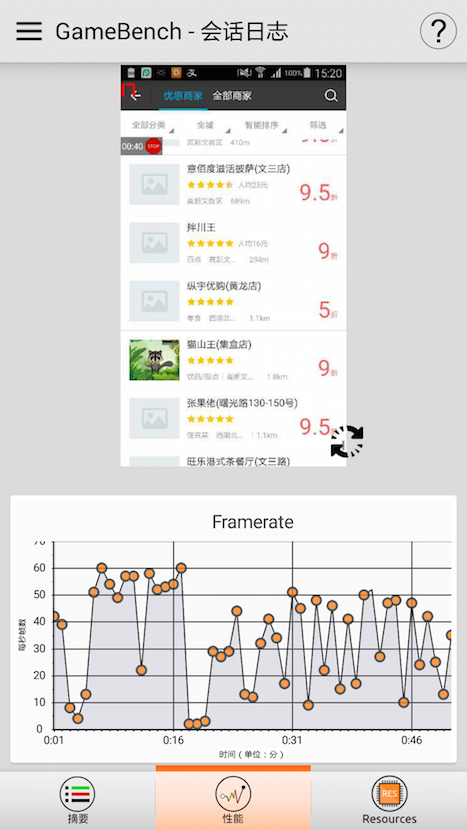 GameBench - 会话日志
?
100% 15:20
优惠商家 全部商家
全部分类 全城 智能排序 筛选
00:40 STOP
高新文教区 410m
意佰度滋活披萨(文三店)
人均25元
9.5折
高新文教区 689m
拌川王
人均16元
9折
百点 高新文... 294m
纵宇优购(黄龙店)
5折
零食 西湖北... 1.1km
猫山王(集盒店)
9折
饮品/甜点 高新文... 1.8km
张果佬(曙光路130-150号)
9.5折
西湖北... 1.1km
旺乐港式茶餐厅(文三路)
Framerate
70
60
50
40
30
20
10
0
每秒帧数
0:01 0:16 0:31 0:46
时间 (单位：分)
RES
摘要 性能 Resources